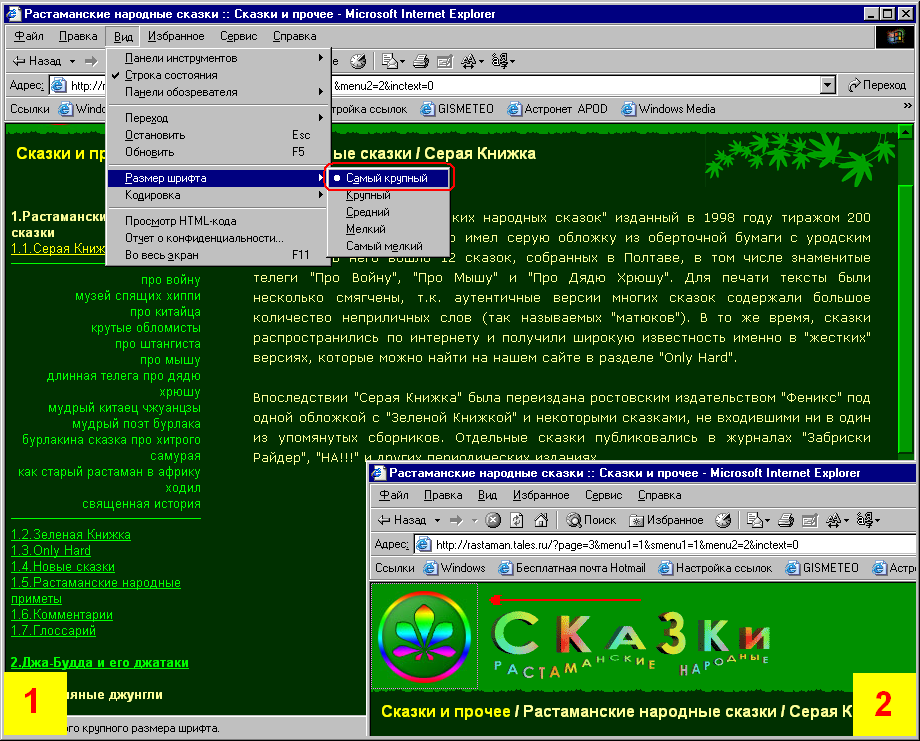 Растаманские народные сказки :: Сказки и прочее - Microsoft Internet Explorer
Файл Правка Вид Избранное Сервис Справка
Назад
Панели инструментов
Строка состояния
Панели обозревателя
Переход
Остановить Esc
Обновить F5
Размер шрифта
Кодировка
Просмотр HTML-кода
Отчет о конфиденциальности...
Во весь экран F11
Самый крупный
Крупный
Средний
Мелкий
Самый мелкий
Адрес: http://r &menu2=2&inctext=0 Переход
Ссылки Windo ройка ссылок GISMETEO Астронет APOD Windows Media »
Сказки и пр ые сказки / Серая Книжка
1.Растаманск
сказки
1.1.Серая Книж
про войну
музей спящих хиппи
про китайца
крутые обломисты
про штангиста
про мышу
длинная телега про дядю
хрюшу
мудрый китаец чжуанцзы
мудрый поэт бурлака
бурлакина сказка про хитрого
самурая
как старый растаман в африку
ходил
священная история
1.2.Зеленая Книжка
1.3.Only Hard
1.4.Новые сказки
1.5.Растаманские народные
приметы
1.6.Комментарии
1.7.Глоссарий
2.Джа-Будда и его джатаки
яные джунгли
ких народных сказок" изданный в 1998 году тиражом 200
о имел серую обложку из оберточной бумаги с уродским
него вошло 12 сказок, собранных в Полтаве, в том числе знаменитые
телеги "Про Войну", "Про Мышу" и "Про Дядю Хрюшу". Для печати тексты были
несколько смягчены, т.к. аутентичные версии многих сказок содержали большое
количество неприличных слов (так называемых "матюков"). В то же время, сказки
распространились по интернету и получили широкую известность именно в "жестких"
версиях, которые можно найти на нашем сайте в разделе "Only Hard".
Впоследствии "Серая Книжка" была переиздана ростовским издательством "Феникс" под
одной обложкой с "Зеленой Книжкой" и некоторыми сказками, не входившими ни в один
из упомянутых сборников. Отдельные сказки публиковались в журналах "Забриски
Райдер", "НА!!!" и других периодических изданиях.
1
ого крупного размера шрифта.
Растаманские народные сказки :: Сказки и прочее - Microsoft Internet Explorer
Файл Правка Вид Избранное Сервис Справка
Назад Поиск Избранное
Адрес: http://rastaman.tales.ru/?page=3&menu1=1&smenu1=1&menu2=2&inctext=0
Ссылки Windows Бесплатная почта Hotmail Настройка ссылок GISMETEO Астр
СКАЗКИ
РАСТАМАНСКИЕ НАРОДНЫЕ
Сказки и прочее / Растаманские народные сказки / Серая К
2